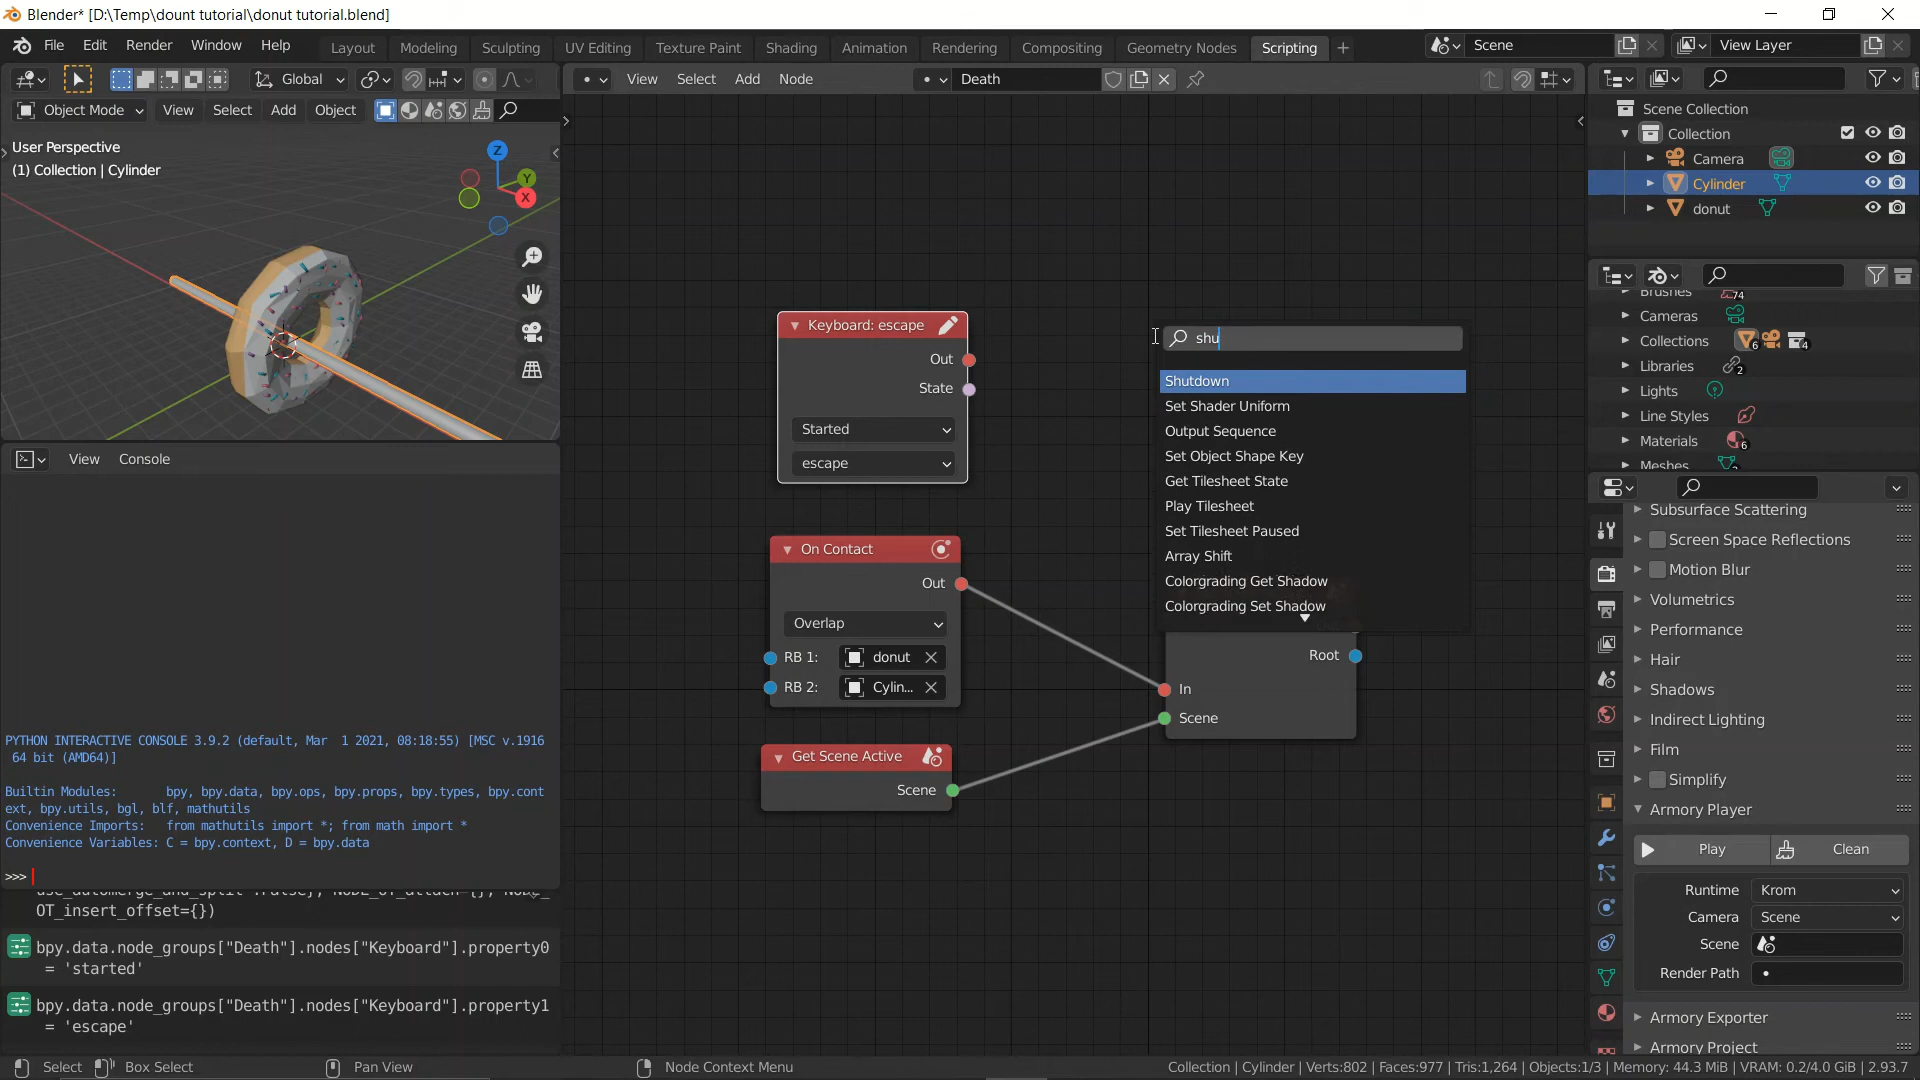 Blender* [D:\Temp\dount tutorial\donut tutorial.blend]
File Edit Render Window Help Layout Modeling Sculpting UV Editing Texture Paint Shading Animation Rendering Compositing Geometry Nodes Scripting + Scene View Layer
Global View Select Add Node Death
Object Mode View Select Add Object
User Perspective
(1) Collection | Cylinder
Z
Y
X
Keyboard: escape
Out
State
Started
escape
shu
Shutdown
Set Shader Uniform
Output Sequence
Set Object Shape Key
Get Tilesheet State
Play Tilesheet
Set Tilesheet Paused
Array Shift
Colorgrading Get Shadow
Colorgrading Set Shadow
On Contact
Out
Overlap
RB 1: donut
RB 2: Cylin...
Get Scene Active
Scene
Root
In
Scene
View Console
PYTHON INTERACTIVE CONSOLE 3.9.2 (default, Mar  1 2021, 08:18:55) [MSC v.1916
64 bit (AMD64)]
Builtin Modules:       bpy, bpy.data, bpy.ops, bpy.props, bpy.types, bpy.cont
ext, bpy.utils, bgl, blf, mathutils
Convenience Imports:   from mathutils import *; from math import *
Convenience Variables: C = bpy.context, D = bpy.data
>>>
OT_insert_offset={})
bpy.data.node_groups["Death"].nodes["Keyboard"].property0
= 'started'
bpy.data.node_groups["Death"].nodes["Keyboard"].property1
= 'escape'
Scene Collection
Collection
Camera
Cylinder
donut
Brushes 74
Cameras
Collections 6 4
Libraries 2
Lights
Line Styles
Materials 6
Meshes
Subsurface Scattering
Screen Space Reflections
Motion Blur
Volumetrics
Performance
Hair
Shadows
Indirect Lighting
Film
Simplify
Armory Player
Play Clean
Runtime Krom
Camera Scene
Scene
Render Path
Armory Exporter
Armory Project
Select Box Select Pan View Node Context Menu Collection | Cylinder | Verts:802 | Faces:977 | Tris:1,264 | Objects:1/3 | Memory: 44.3 MiB | VRAM: 0.2/4.0 GiB | 2.93.7